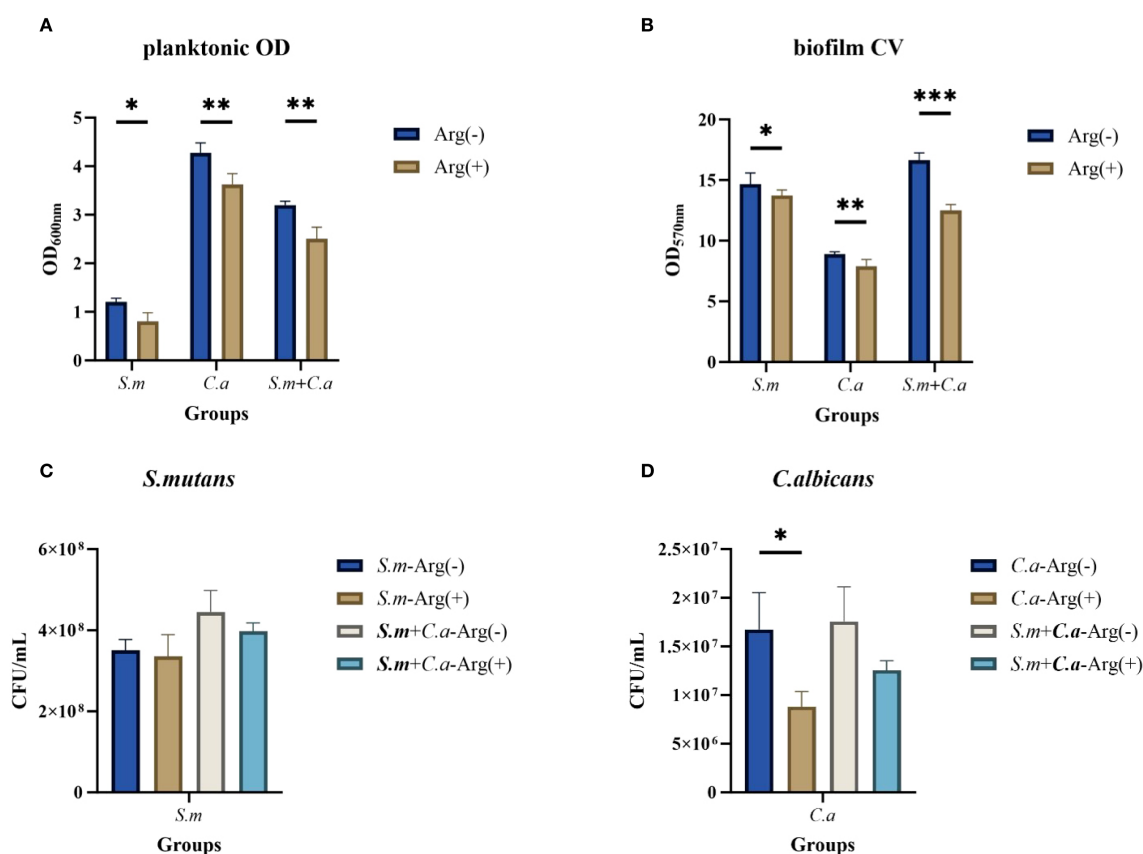 A
planktonic OD
5
4
3
2
1
0
OD600nm
* ** **
S.m C.a S.m+C.a
Groups
Arg(-)
Arg(+)
B
biofilm CV
20
15
10
5
0
OD570nm
* ** ***
S.m C.a S.m+C.a
Groups
Arg(-)
Arg(+)
C
S.mutans
6×10⁸
4×10⁸
2×10⁸
0
CFU/mL
S.m
Groups
S.m-Arg(-)
S.m-Arg(+)
S.m+C.a-Arg(-)
S.m+C.a-Arg(+)
D
C.albicans
2.5×10⁷
2×10⁷
1.5×10⁷
1×10⁷
5×10⁶
0
CFU/mL
*
C.a
Groups
C.a-Arg(-)
C.a-Arg(+)
S.m+C.a-Arg(-)
S.m+C.a-Arg(+)